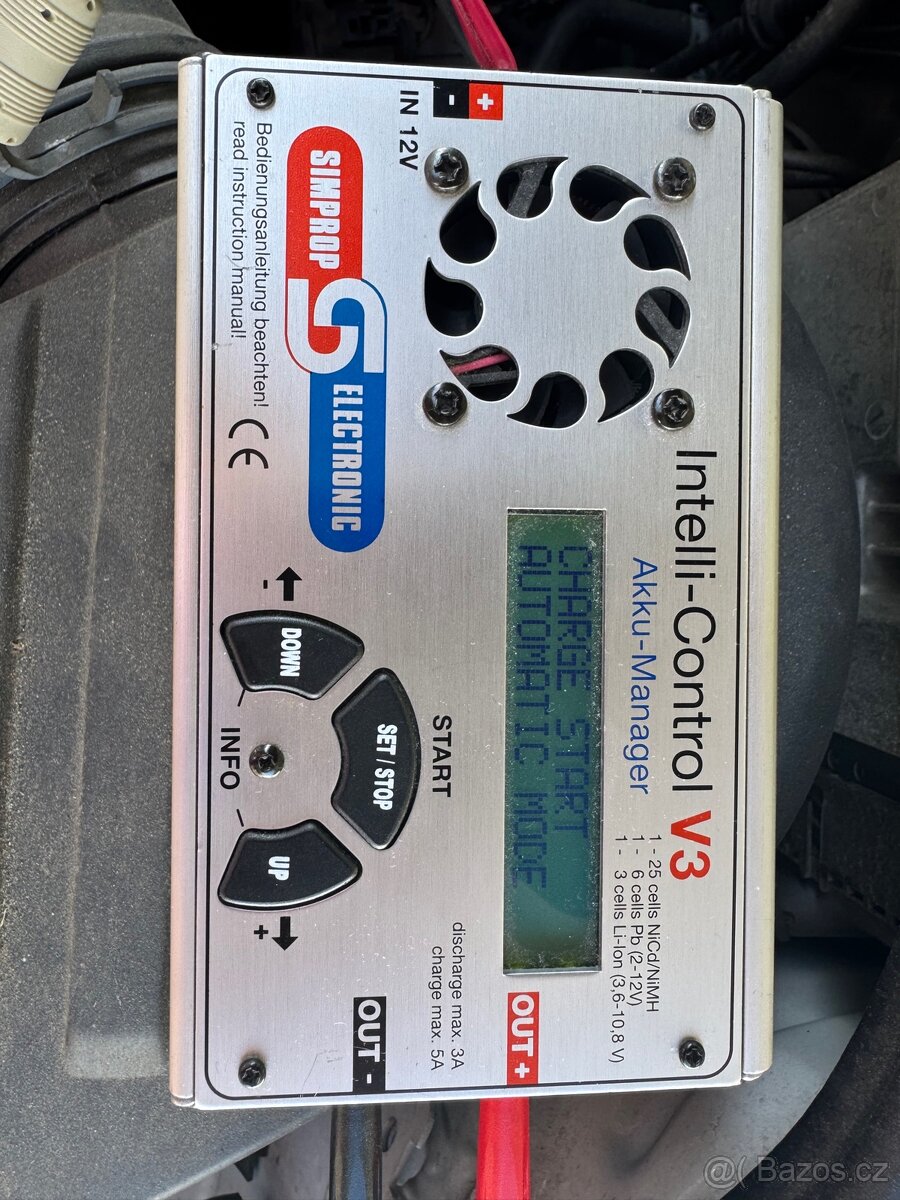 Intelli-Control V3
Akku-Manager
1 - 25 cells NiCd/NiMH
1 - 6 cells Pb (2-12V)
1 - 3 cells Li-Ion (3,6-10,8 V)
+
-
IN 12V
CHARGE START
AUTOMATIC MODE
OUT +
discharge max. 3A
charge max. 5A
OUT -
START
SIMPROP
ELECTRONIC
SET / STOP
DOWN
UP
-
+
INFO
Bedienungsanleitung beachten!
read instruction manual!
CE
@( Bazos.cz